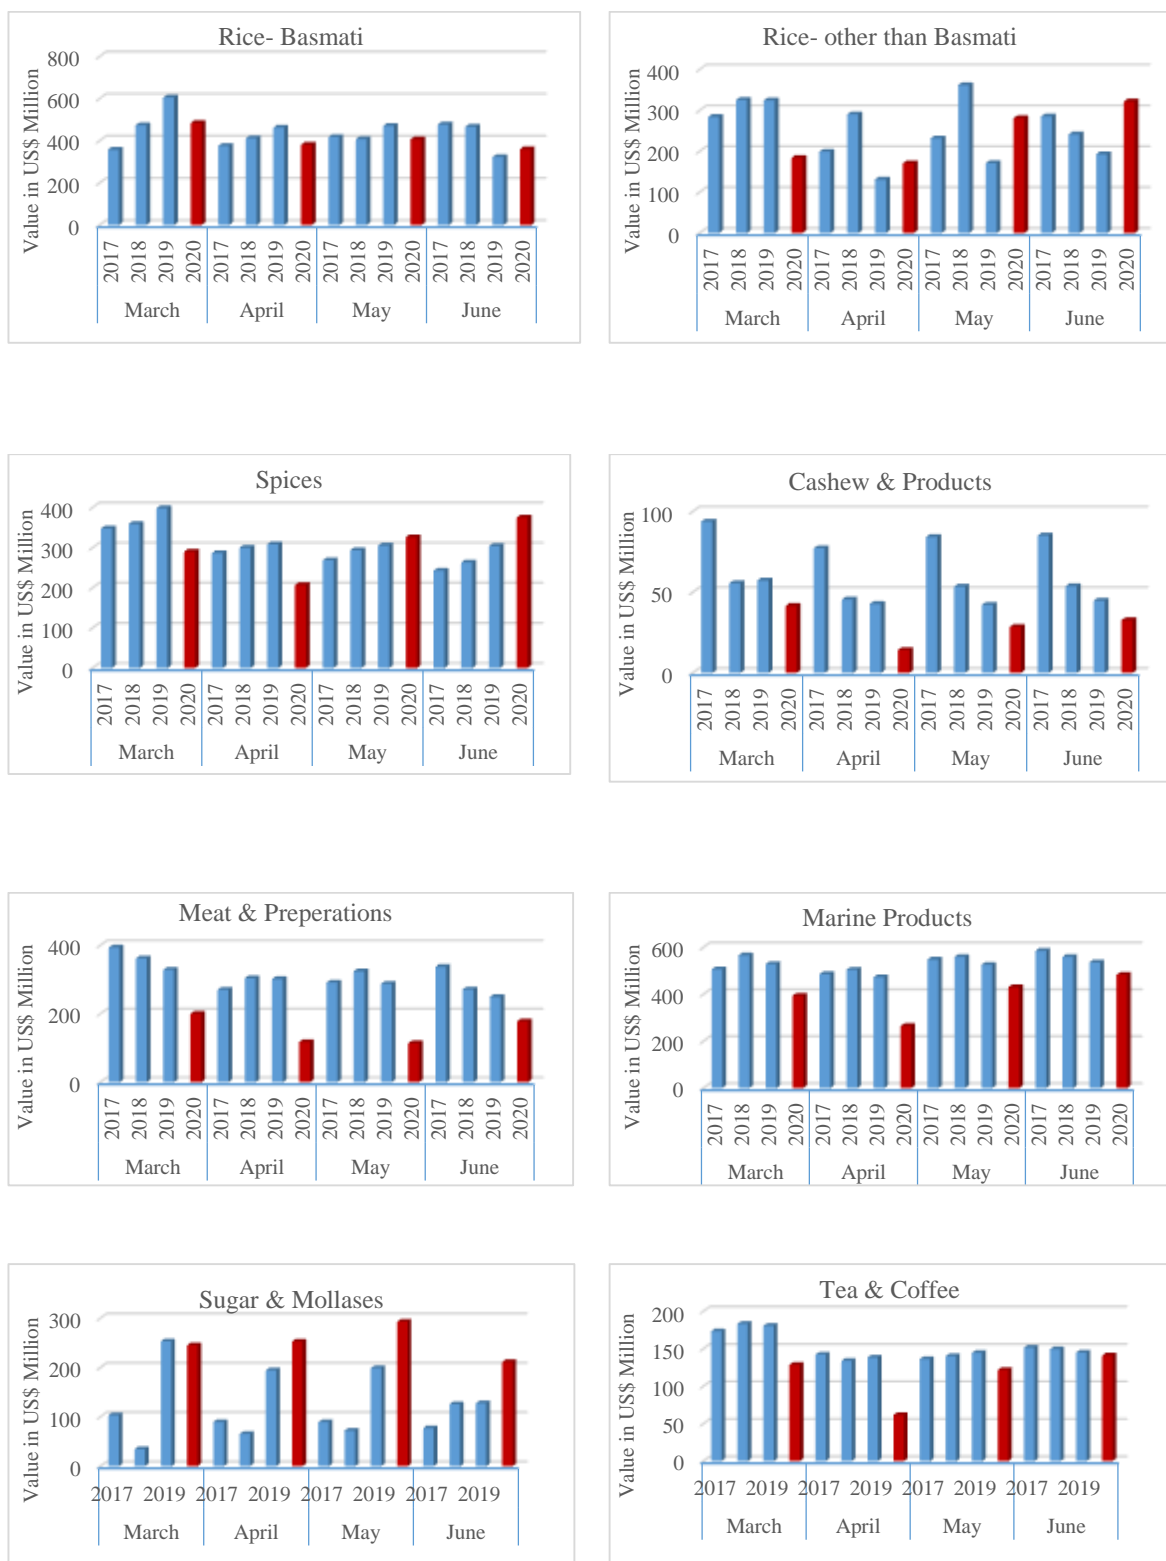 Rice- Basmati
Value in US$ Million
800
600
400
200
0
2017 2018 2019 2020 2017 2018 2019 2020 2017 2018 2019 2020 2017 2018 2019 2020
March April May June
Rice- other than Basmati
Value in US$ Million
400
300
200
100
0
2017 2018 2019 2020 2017 2018 2019 2020 2017 2018 2019 2020 2017 2018 2019 2020
March April May June
Spices
Value in US$ Million
400
300
200
100
0
2017 2018 2019 2020 2017 2018 2019 2020 2017 2018 2019 2020 2017 2018 2019 2020
March April May June
Cashew & Products
Value in US$ Million
100
50
0
2017 2018 2019 2020 2017 2018 2019 2020 2017 2018 2019 2020 2017 2018 2019 2020
March April May June
Meat & Preperations
Value in US$ Million
400
200
0
2017 2018 2019 2020 2017 2018 2019 2020 2017 2018 2019 2020 2017 2018 2019 2020
March April May June
Marine Products
Value in US$ Million
600
400
200
0
2017 2018 2019 2020 2017 2018 2019 2020 2017 2018 2019 2020 2017 2018 2019 2020
March April May June
Sugar & Mollases
Value in US$ Million
300
200
100
0
2017 2019 2017 2019 2017 2019 2017 2019
March April May June
Tea & Coffee
Value in US$ Million
200
150
100
50
0
2017 2019 2017 2019 2017 2019 2017 2019
March April May June